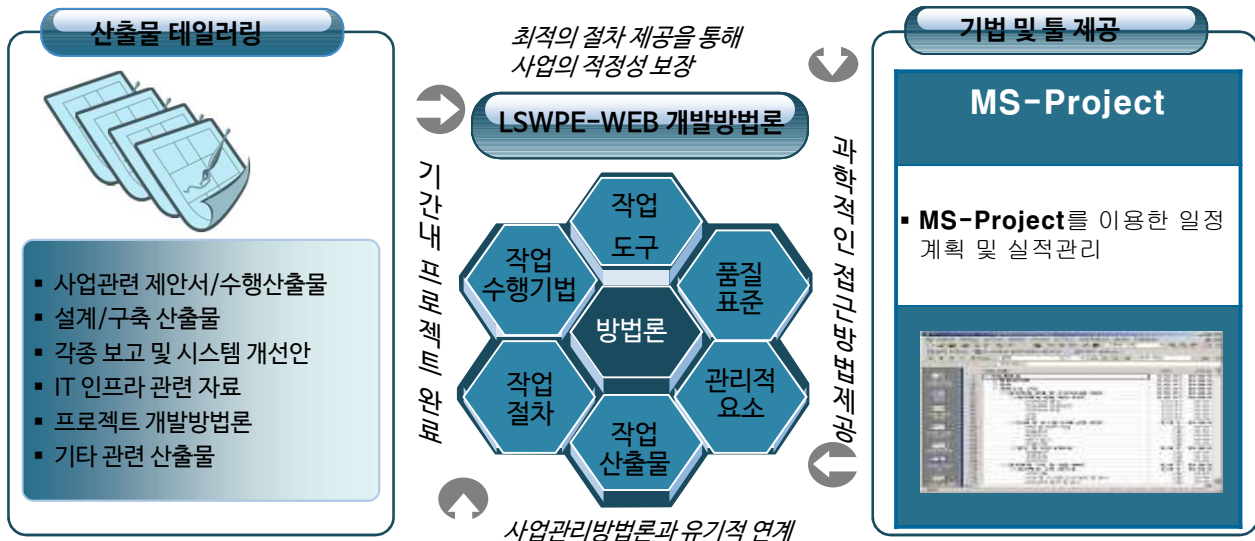 산출물 테일러링
▪ 사업관련 제안서/수행산출물
▪ 설계/구축 산출물
▪ 각종 보고 및 시스템 개선안
▪ IT 인프라 관련 자료
▪ 프로젝트 개발방법론
▪ 기타 관련 산출물
최적의 절차 제공을 통해
사업의 적정성 보장
LSWPE-WEB 개발방법론
기간내 프로젝트 완료
작업
도구
작업
수행기법
품질
표준
방법론
작업
절차
관리적
요소
작업
산출물
과학적인 접근방법제공
사업관리방법론과 유기적 연계
기법 및 툴 제공
MS-Project
▪ MS-Project를 이용한 일정
계획 및 실적관리